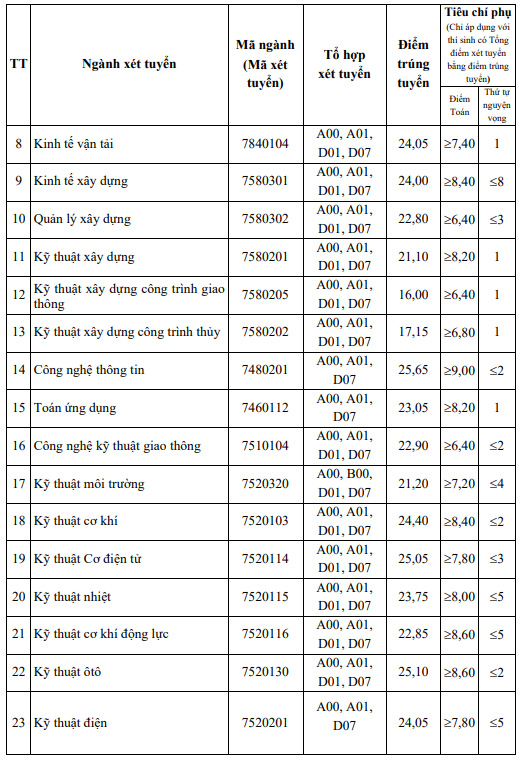 TT
Ngành xét tuyển
Mã ngành
(Mã xét
tuyển)
Tổ hợp
xét tuyển
Điểm
trúng
tuyển
Tiêu chí phụ
(Chỉ áp dụng với
thí sinh có Tổng
điểm xét tuyển
bằng điểm trúng
tuyển)
Điểm
Toán
Thứ tự
nguyện
vọng
8 Kinh tế vận tải 7840104 A00, A01, 24,05 ≥7,40 1
D01, D07
9 Kinh tế xây dựng 7580301 A00, A01, 24,00 ≥8,40 ≤8
D01, D07
10 Quản lý xây dựng 7580302 A00, A01, 22,80 ≥6,40 ≤3
D01, D07
11 Kỹ thuật xây dựng 7580201 A00, A01, 21,10 ≥8,20 1
D01, D07
12 Kỹ thuật xây dựng công trình giao 7580205 A00, A01, 16,00 ≥6,40 1
thông D01, D07
13 Kỹ thuật xây dựng công trình thủy 7580202 A00, A01, 17,15 ≥6,80 1
D01, D07
14 Công nghệ thông tin 7480201 A00, A01, 25,65 ≥9,00 ≤2
D07
15 Toán ứng dụng 7460112 A00, A01, 23,05 ≥8,20 1
D07
16 Công nghệ kỹ thuật giao thông 7510104 A00, A01, 22,90 ≥6,40 ≤2
D01, D07
17 Kỹ thuật môi trường 7520320 A00, B00, 21,20 ≥7,20 ≤4
D01, D07
18 Kỹ thuật cơ khí 7520103 A00, A01, 24,40 ≥8,40 ≤2
D01, D07
19 Kỹ thuật Cơ điện tử 7520114 A00, A01, 25,05 ≥7,80 ≤3
D01, D07
20 Kỹ thuật nhiệt 7520115 A00, A01, 23,75 ≥8,00 ≤5
D01, D07
21 Kỹ thuật cơ khí động lực 7520116 A00, A01, 22,85 ≥8,60 ≤5
D01, D07
22 Kỹ thuật ôtô 7520130 A00, A01, 25,10 ≥8,60 ≤2
D01, D07
23 Kỹ thuật điện 7520201 A00, A01, 24,05 ≥7,80 ≤5
D07